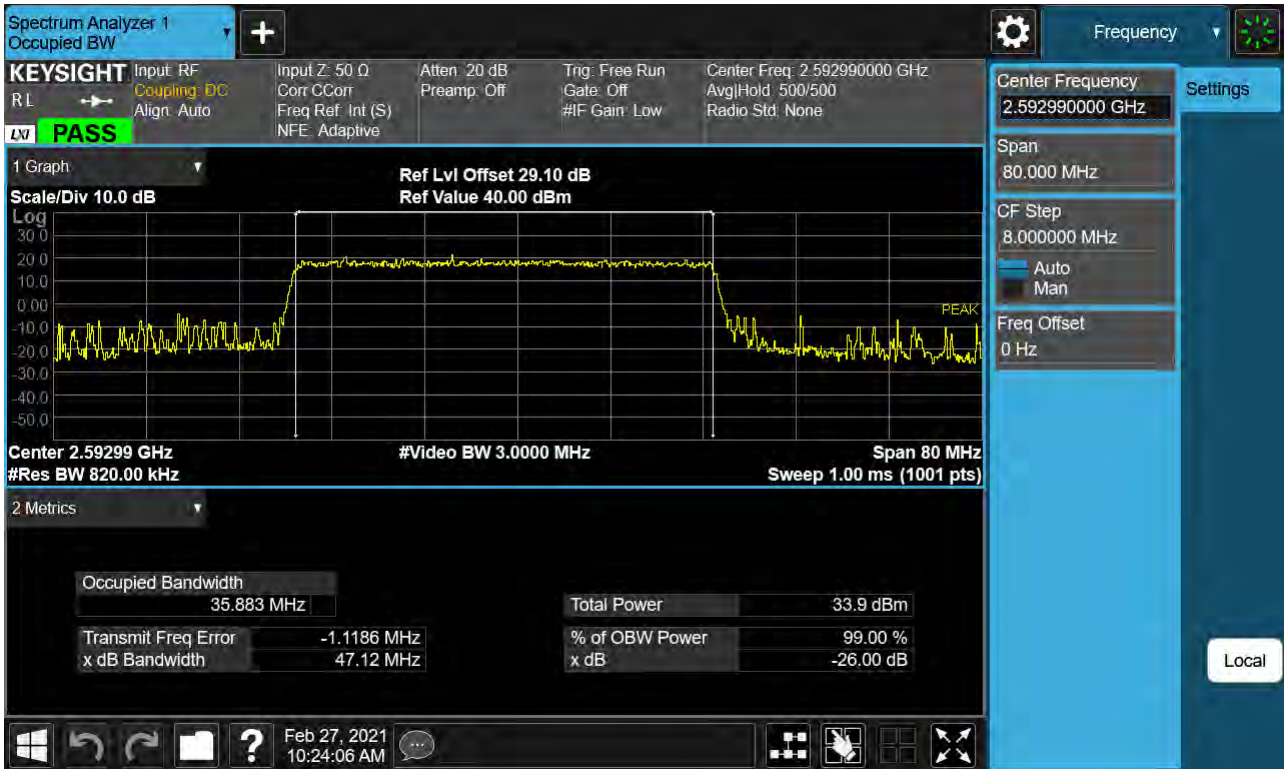 Spectrum Analyzer 1
Occupied BW
Frequency
KEYSIGHT
R L
LXI
PASS
Input: RF
Coupling: DC
Align: Auto
Input Z: 50 Ω
Corr CCorr
Freq Ref: Int (S)
NFE: Adaptive
Atten: 20 dB
Preamp: Off
Trig: Free Run
Gate: Off
#IF Gain: Low
Center Freq: 2.592990000 GHz
Avg|Hold: 500/500
Radio Std: None
1 Graph
Scale/Div 10.0 dB
Ref Lvl Offset 29.10 dB
Ref Value 40.00 dBm
Log
30.0
20.0
10.0
0.00
-10.0
-20.0
-30.0
-40.0
-50.0
PEAK
Center 2.59299 GHz
#Video BW 3.0000 MHz
Span 80 MHz
#Res BW 820.00 kHz
Sweep 1.00 ms (1001 pts)
2 Metrics
Occupied Bandwidth
35.883 MHz
Total Power 33.9 dBm
Transmit Freq Error -1.1186 MHz
% of OBW Power 99.00 %
x dB Bandwidth 47.12 MHz
x dB -26.00 dB
Center Frequency
2.592990000 GHz
Settings
Span
80.000 MHz
CF Step
8.000000 MHz
Auto
Man
Freq Offset
0 Hz
Local
?
Feb 27, 2021
10:24:06 AM